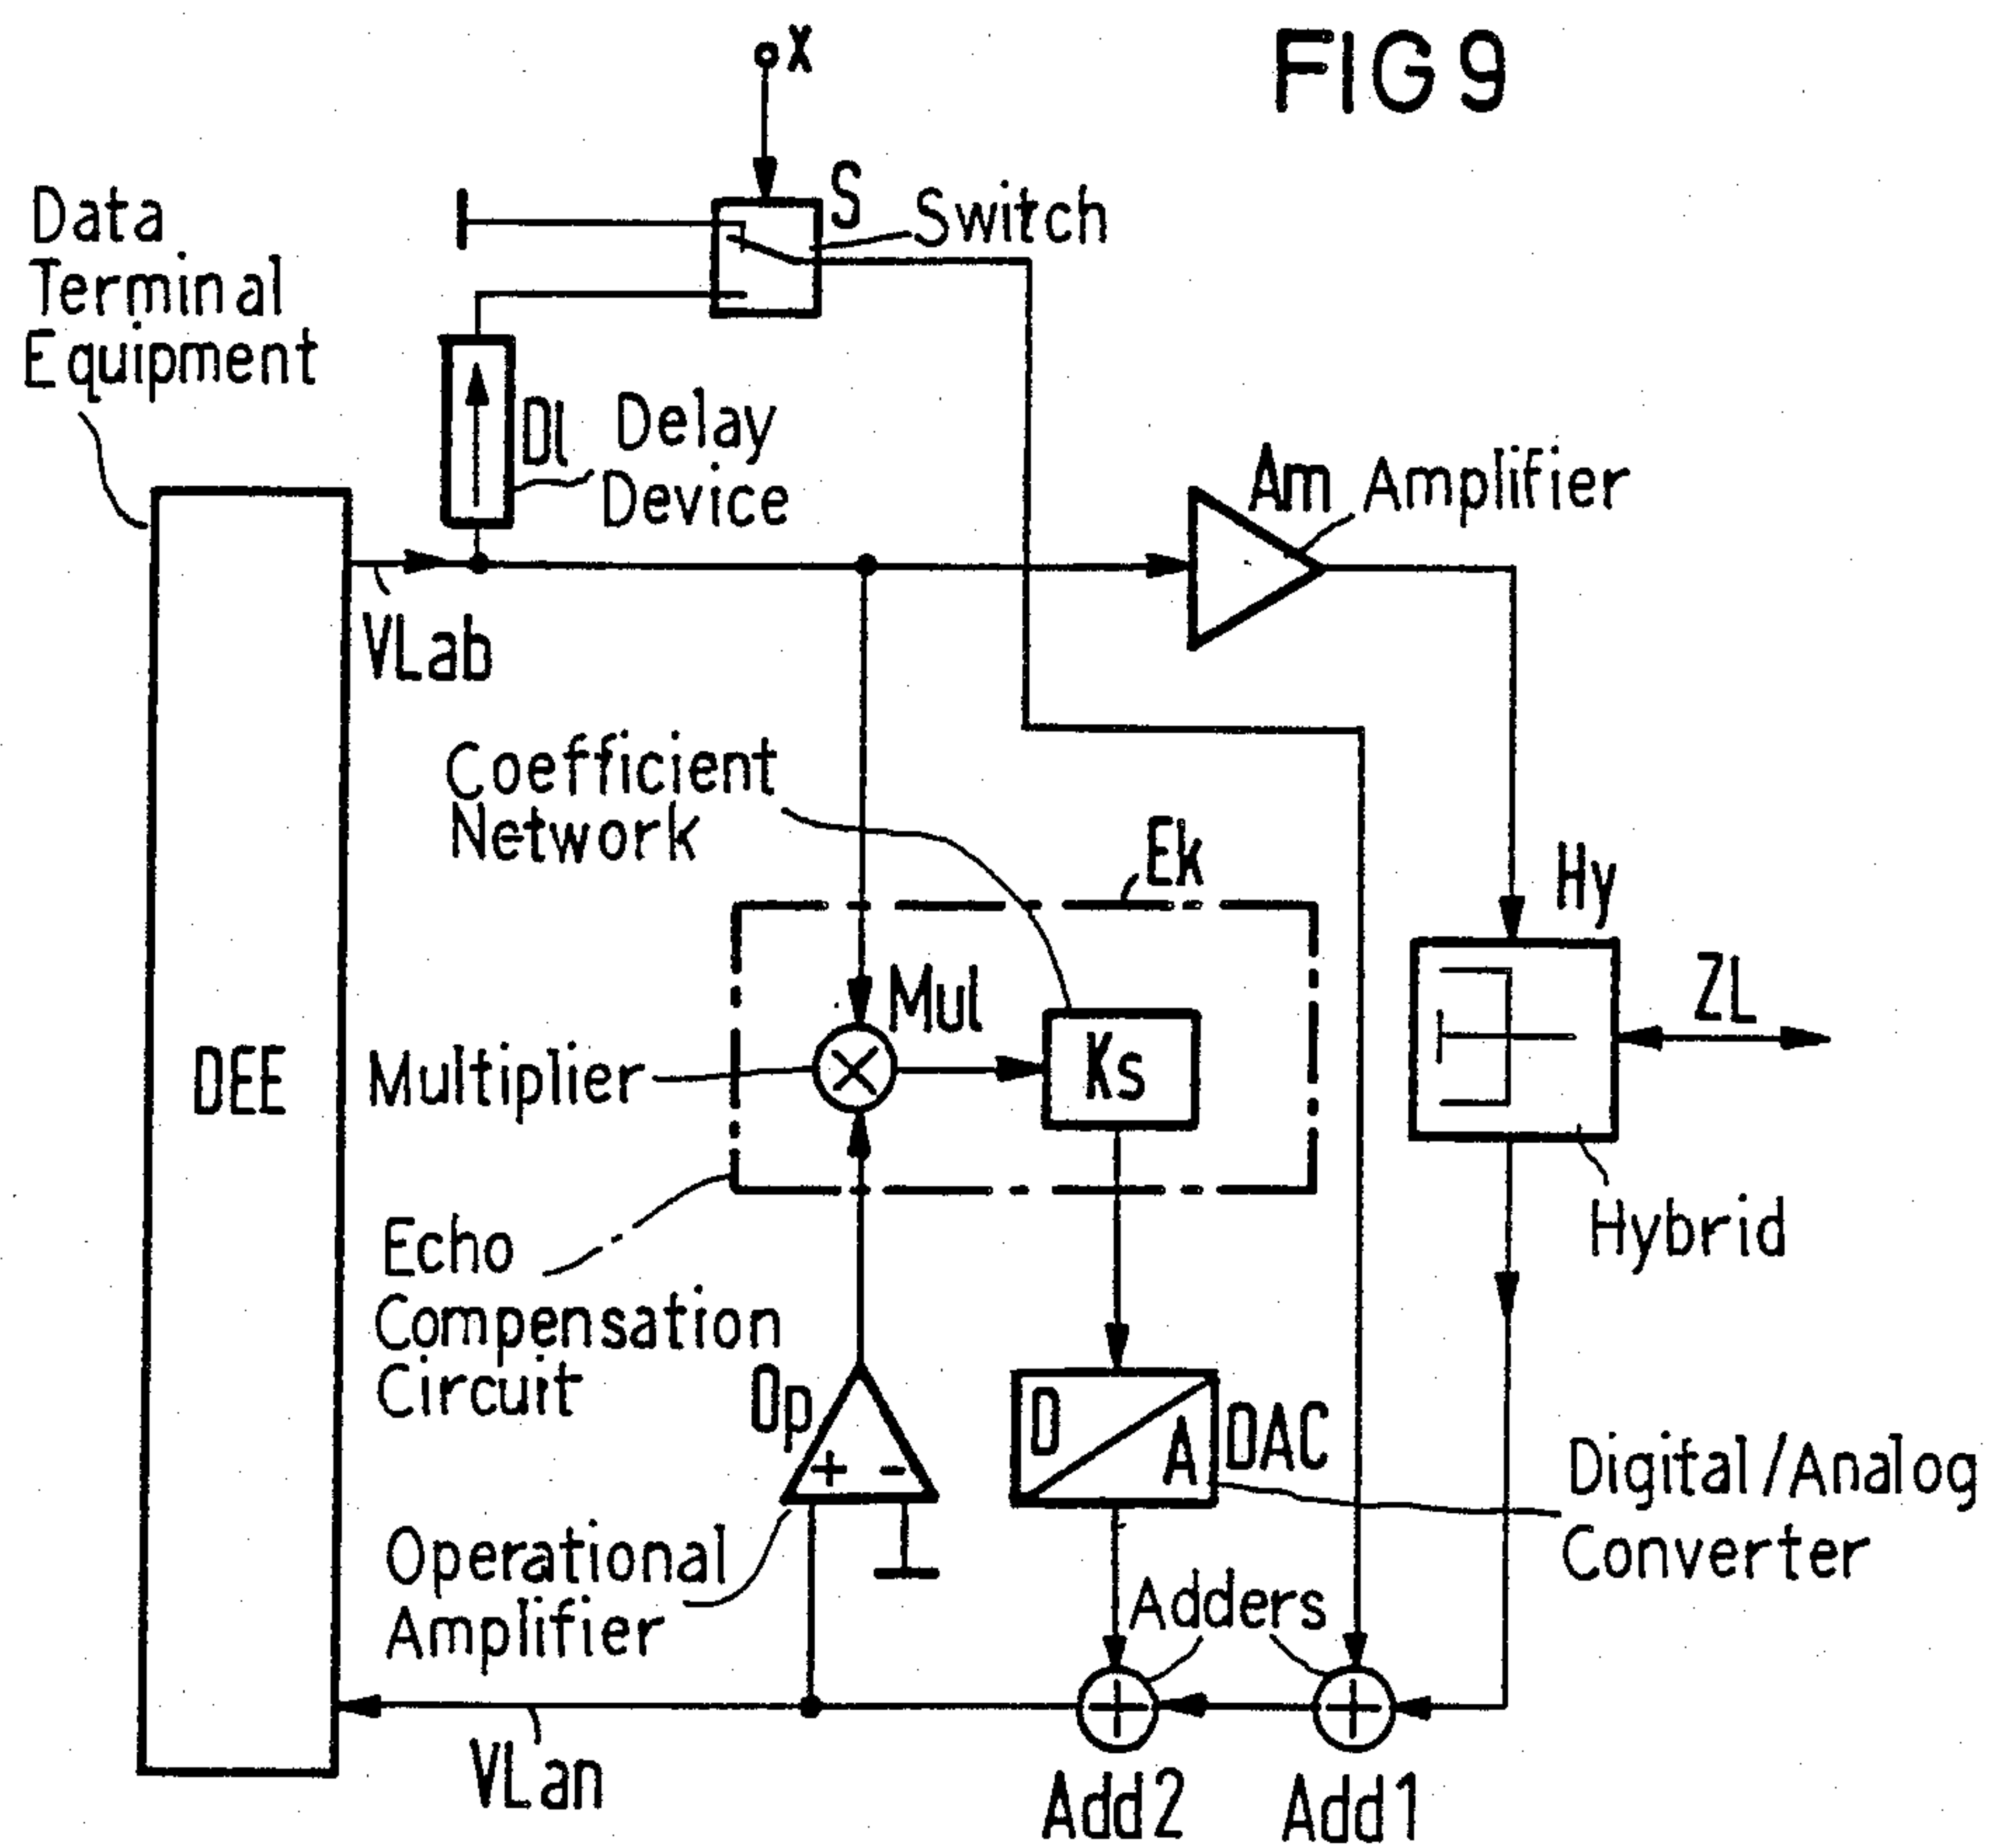 FIG 9
X
S
Switch
Data
Terminal
Equipment
Dl
Delay
Device
Am
Amplifier
VLab
Coefficient
Network
Ek
Hy
ZL
Mul
Ks
DEE
Multiplier
Hybrid
Echo
Compensation
Circuit
Op
+ -
D
A
DAC
Digital/Analog
Converter
Operational
Amplifier
Adders
VLan
Add2
Add1